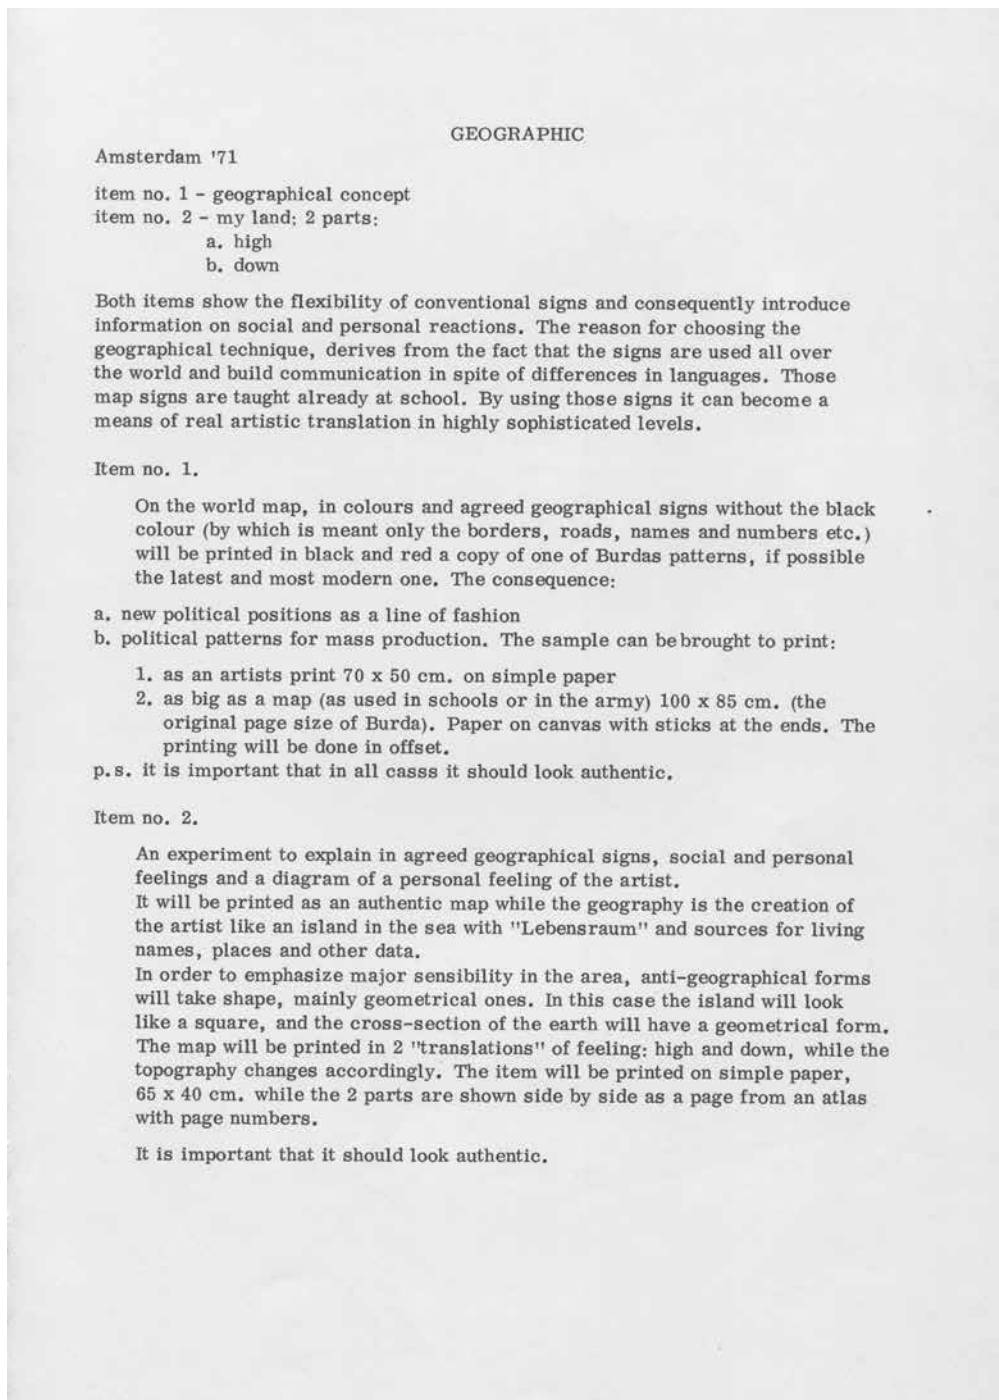 GEOGRAPHIC
Amsterdam '71
item no. 1 - geographical concept
item no. 2 - my land; 2 parts:
a. high
b. down
Both items show the flexibility of conventional signs and consequently introduce
information on social and personal reactions. The reason for choosing the
geographical technique, derives from the fact that the signs are used all over
the world and build communication in spite of differences in languages. Those
map signs are taught already at school. By using those signs it can become a
means of real artistic translation in highly sophisticated levels.
Item no. 1.
On the world map, in colours and agreed geographical signs without the black
colour (by which is meant only the borders, roads, names and numbers etc.)
will be printed in black and red a copy of one of Burdas patterns, if possible
the latest and most modern one. The consequence:
a. new political positions as a line of fashion
b. political patterns for mass production. The sample can be brought to print:
1. as an artists print 70 x 50 cm. on simple paper
2. as big as a map (as used in schools or in the army) 100 x 85 cm. (the
original page size of Burda). Paper on canvas with sticks at the ends. The
printing will be done in offset.
p.s. it is important that in all casss it should look authentic.
Item no. 2.
An experiment to explain in agreed geographical signs, social and personal
feelings and a diagram of a personal feeling of the artist.
It will be printed as an authentic map while the geography is the creation of
the artist like an island in the sea with "Lebensraum" and sources for living
names, places and other data.
In order to emphasize major sensibility in the area, anti-geographical forms
will take shape, mainly geometrical ones. In this case the island will look
like a square, and the cross-section of the earth will have a geometrical form.
The map will be printed in 2 "translations" of feeling: high and down, while the
topography changes accordingly. The item will be printed on simple paper,
65 x 40 cm. while the 2 parts are shown side by side as a page from an atlas
with page numbers.
It is important that it should look authentic.